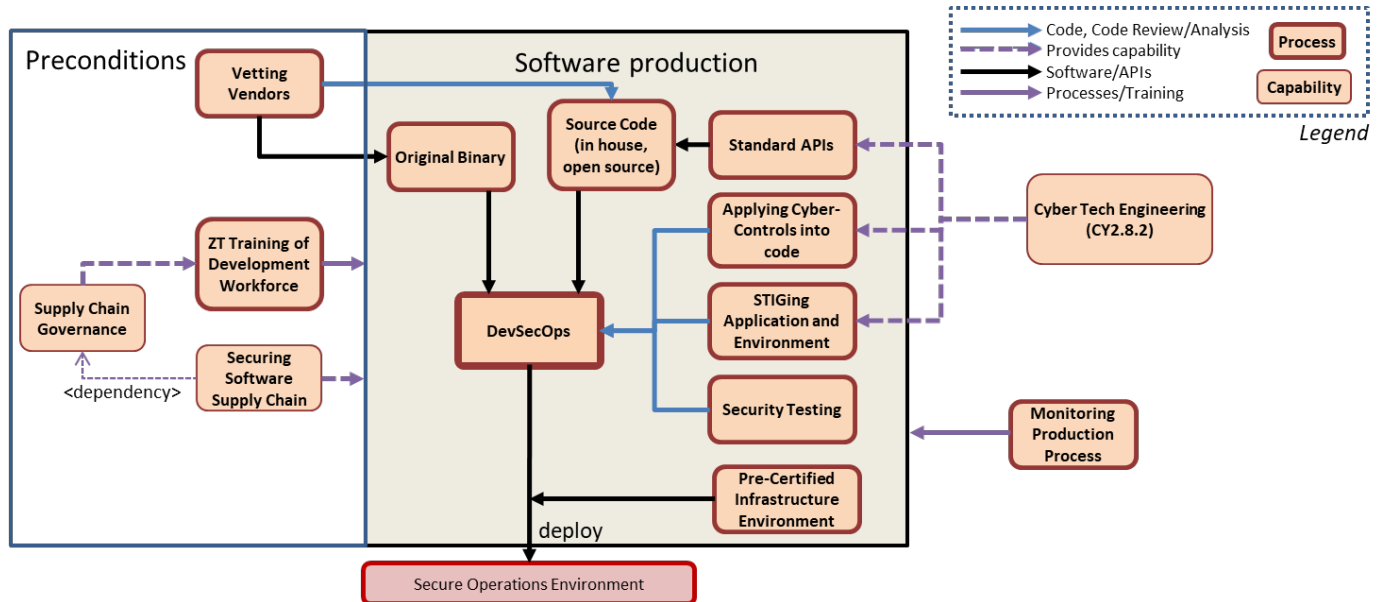 Preconditions
Vetting
Vendors
Software production
Original Binary
Source Code
(in house,
open source)
Standard APIs
Applying Cyber-
Controls into
code
STIGing
Application and
Environment
Security Testing
Pre-Certified
Infrastructure
Environment
DevSecOps
deploy
Secure Operations Environment
ZT Training of
Development
Workforce
Supply Chain
Governance
Securing
Software
Supply Chain
<dependency>
Cyber Tech Engineering
(CY2.8.2)
Monitoring
Production
Process
Code, Code Review/Analysis
Provides capability
Software/APIs
Processes/Training
Process
Capability
Legend